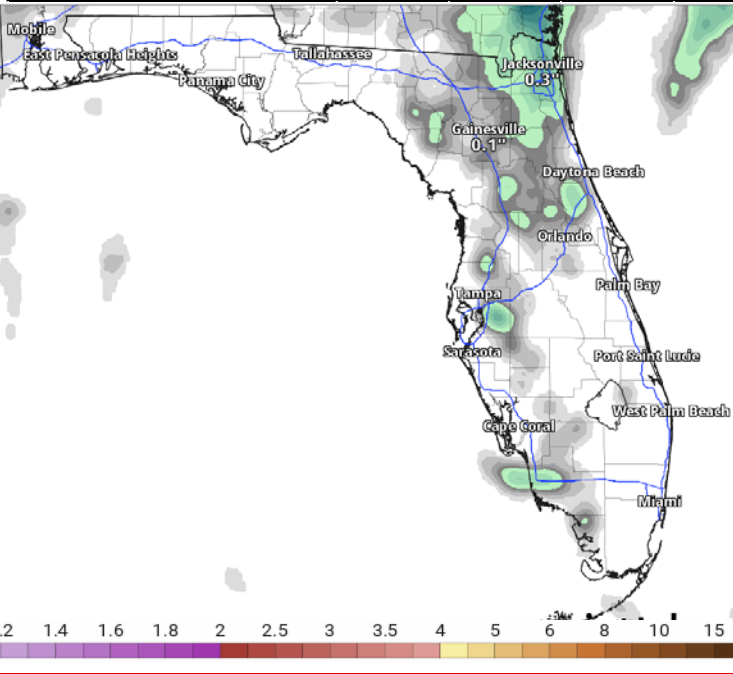 Mobile
East Pensacola Heights
Tallahassee
Panama City
Jacksonville
0.3"
Gainesville
0.1"
Daytona Beach
Orlando
Palm Bay
Tampa
Sarasota
Port Saint Lucie
West Palm Beach
Cape Coral
Miami
.2 1.4 1.6 1.8 2 2.5 3 3.5 4 5 6 8 10 15